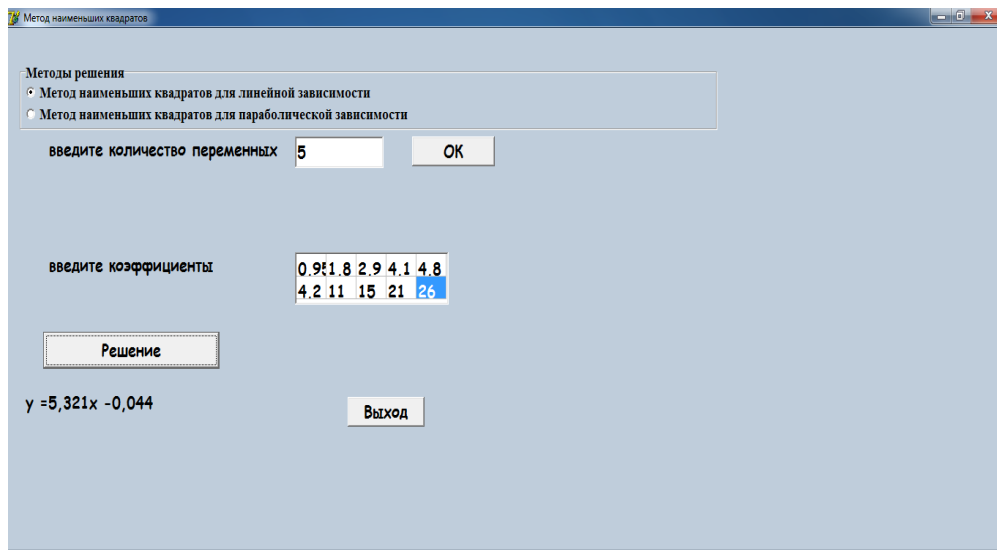 Метод наименьших квадратов
Методы решения
Метод наименьших квадратов для линейной зависимости
Метод наименьших квадратов для параболической зависимости
введите количество переменных 5 OK
введите коэффициенты 1.8 2.9 4.1 4.8
4.2 11 15 21 26
Решение
y =5,321x -0,044
Выход